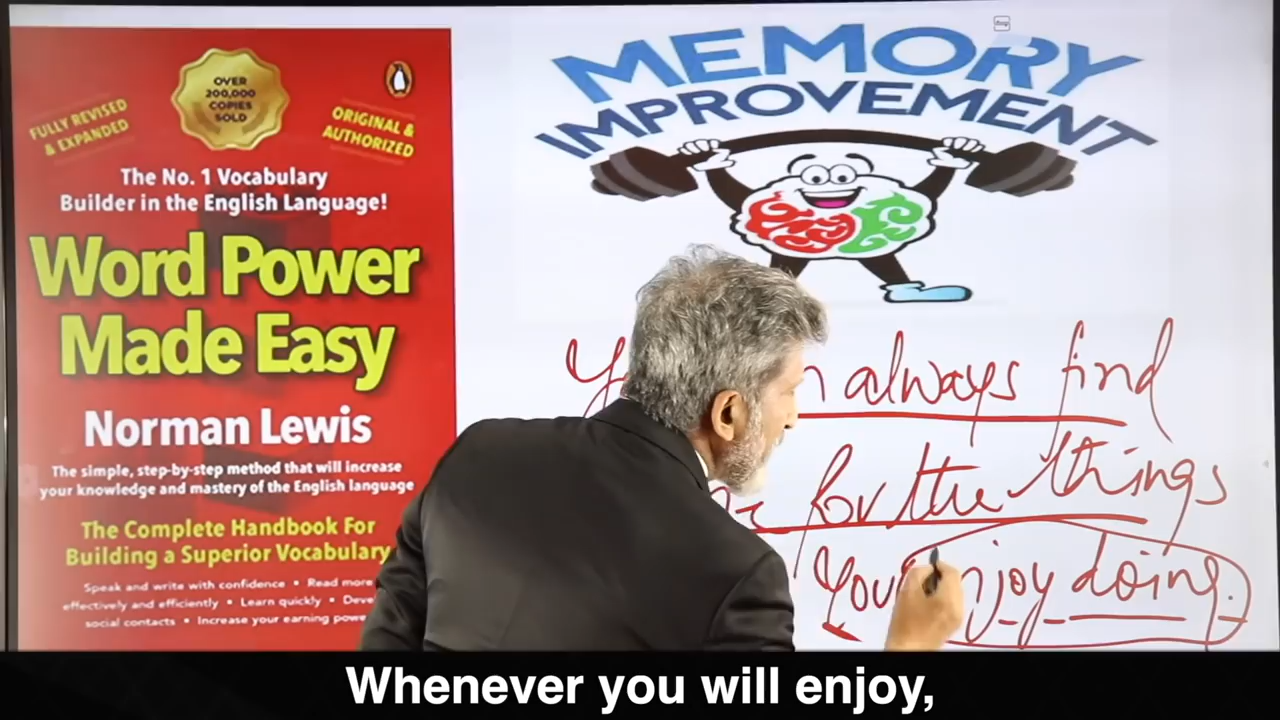 OVER
200,000
COPIES
SOLD
FULLY REVISED
& EXPANDED
ORIGINAL &
AUTHORIZED
The No. 1 Vocabulary
Builder in the English Language!
Word Power
Made Easy
Norman Lewis
The simple, step-by-step method that will increase
your knowledge and mastery of the English language
The Complete Handbook For
Building a Superior Vocabulary
Speak and write with confidence • Read more
effectively and efficiently • Learn quickly •
social contacts • Increase your earning
MEMORY
IMPROVEMENT
always find
for the things
you enjoy doing.
Whenever you will enjoy,